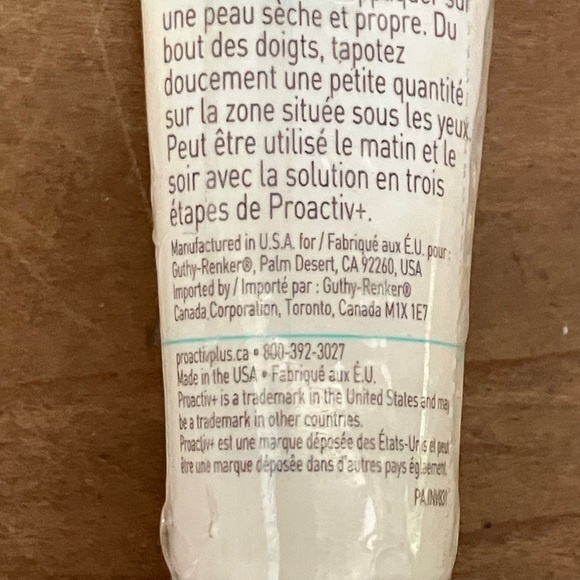 sur
une peau sèche et propre. Du
bout des doigts, tapotez
doucement une petite quantité
sur la zone située sous les yeux.
Peut être utilisé le matin et le
soir avec la solution en trois
étapes de Proactiv+.
Manufactured in U.S.A. for / Fabriqué aux É.U. pour :
Guthy-Renker®, Palm Desert, CA 92260, USA
Imported by / Importé par : Guthy-Renker®
Canada Corporation, Toronto, Canada M1X 1E7
proactivplus.ca • 800-392-3027
Made in the USA • Fabriqué aux É.U.
Proactiv+ is a trademark in the United States and may
be a trademark in other countries.
Proactiv+ est une marque déposée des États-Unis et peut
être une marque déposée dans d'autres pays également.